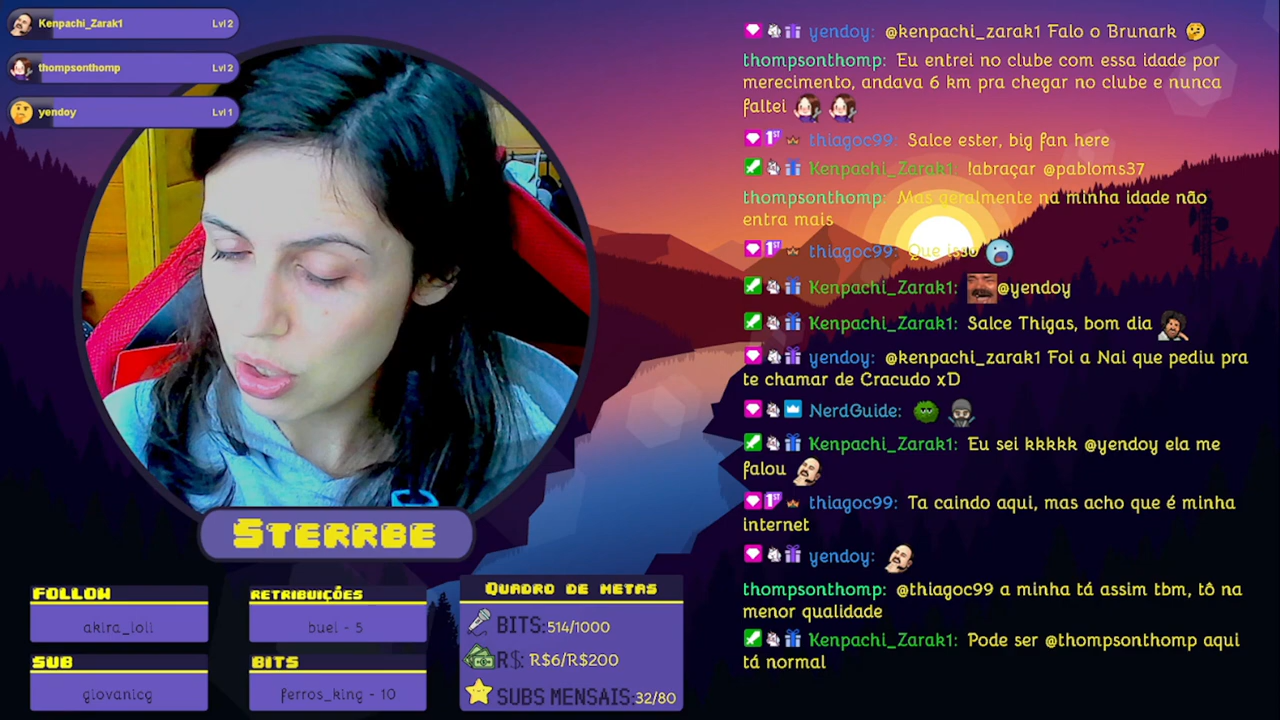 Kenpachi_Zarak1 Lvl 2
thompsonthomp Lvl 2
yendoy Lvl 1
STERRBE
FOLLOW
akira_loli
RETRIBUIÇÕES
buel - 5
SUB
giovanicg
BITS
ferros_king - 10
QUADRO DE METAS
BITS: 514/1000
R$: R$6/R$200
SUBS MENSAIS: 32/80
yendoy: @kenpachi_zarak1 Falo o Brunark
thompsonthomp: Eu entrei no clube com essa idade por
merecimento, andava 6 km pra chegar no clube e nunca
faltei
1ST thiagoc99: Salce ester, big fan here
Kenpachi_Zarak1: !abraçar @pabloms37
thompsonthomp: Mas geralmente na minha idade não
entra mais
1ST thiagoc99: Que isso
Kenpachi_Zarak1: @yendoy
Kenpachi_Zarak1: Salce Thigas, bom dia
yendoy: @kenpachi_zarak1 Foi a Nai que pediu pra
te chamar de Cracudo xD
NerdGuide:
Kenpachi_Zarak1: Eu sei kkkkk @yendoy ela me
falou
1ST thiagoc99: Ta caindo aqui, mas acho que é minha
internet
yendoy:
thompsonthomp: @thiagoc99 a minha tá assim tbm, tô na
menor qualidade
Kenpachi_Zarak1: Pode ser @thompsonthomp aqui
tá normal